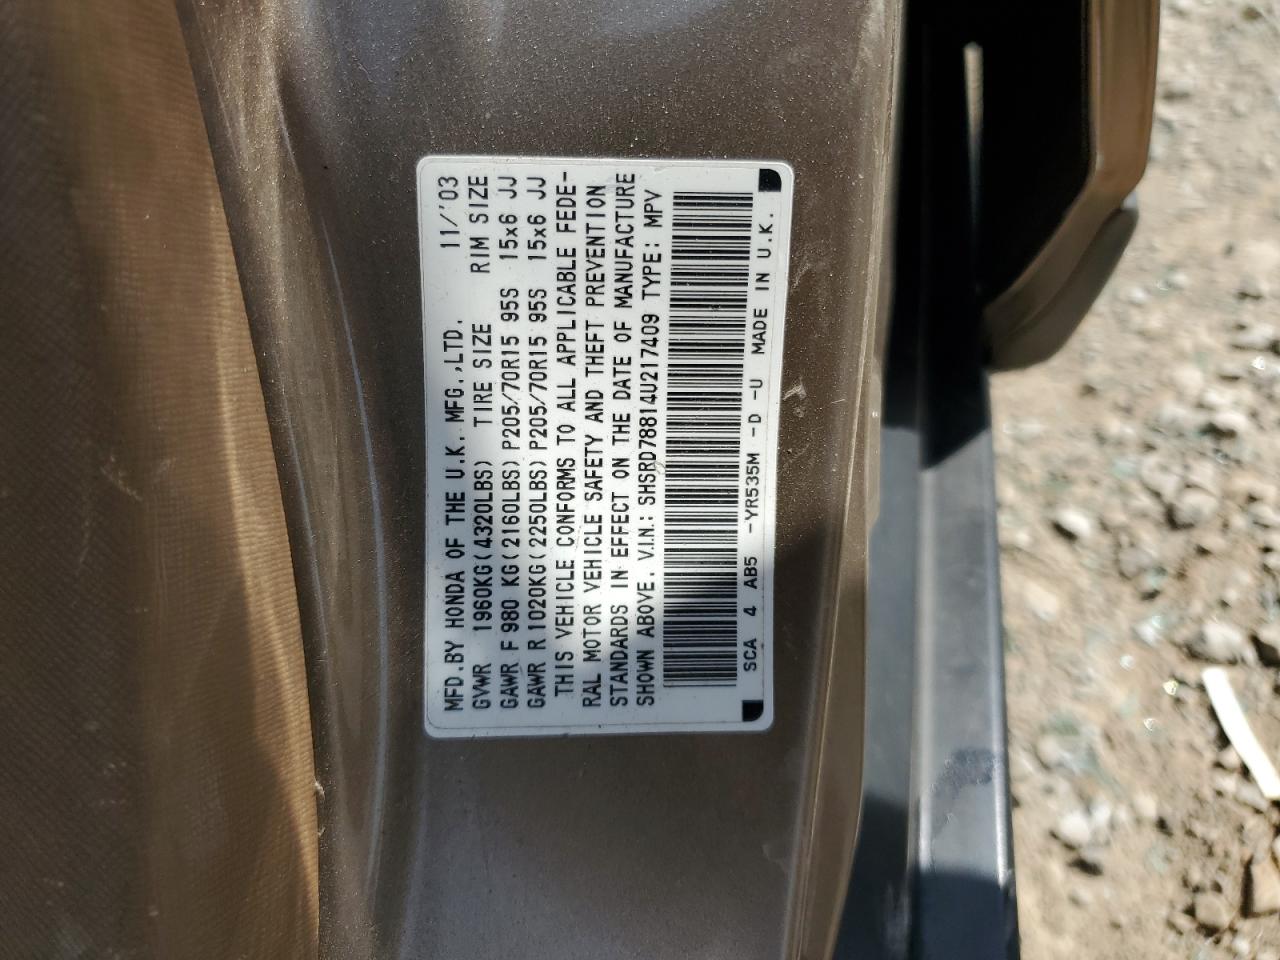 MFD.BY HONDA OF THE U.K. MFG.,LTD. 11/'03
GVWR 1960KG(4320LBS) TIRE SIZE RIM SIZE
GAWR F 980 KG(2160LBS) P205/70R15 95S 15x6 JJ
GAWR R 1020KG(2250LBS) P205/70R15 95S 15x6 JJ
THIS VEHICLE CONFORMS TO ALL APPLICABLE FEDE-
RAL MOTOR VEHICLE SAFETY AND THEFT PREVENTION
STANDARDS IN EFFECT ON THE DATE OF MANUFACTURE
SHOWN ABOVE. V.I.N.: SHSRD78814U217409 TYPE: MPV
SCA 4 AB5 -YR535M -D -U MADE IN U.K.